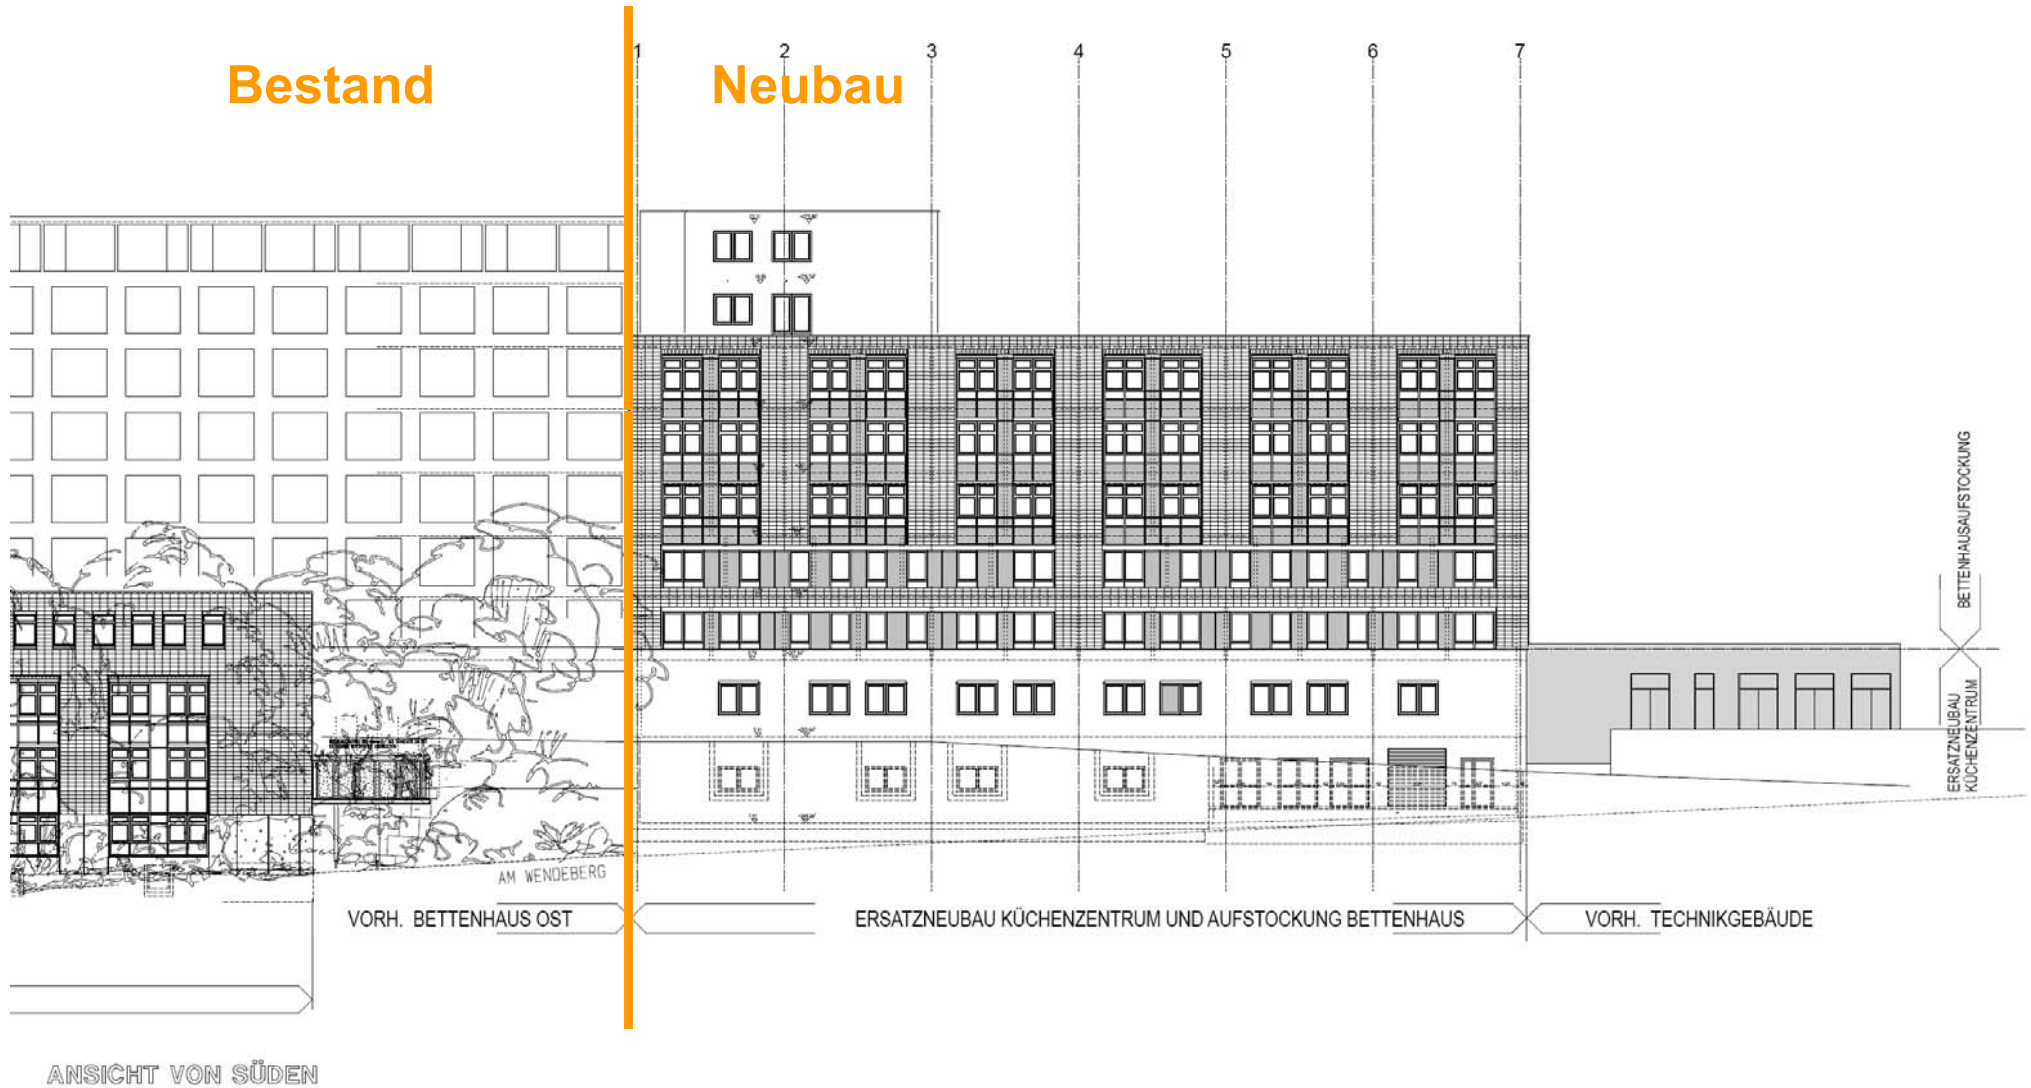 1 2 3 4 5 6 7
Bestand
Neubau
BETTENHAUSAUFSTOCKUNG
ERSATZNEUBAU
KÜCHENZENTRUM
AM WENDEBERG
VORH. BETTENHAUS OST
ERSATZNEUBAU KÜCHENZENTRUM UND AUFSTOCKUNG BETTENHAUS
VORH. TECHNIKGEBÄUDE
ANSICHT VON SÜDEN